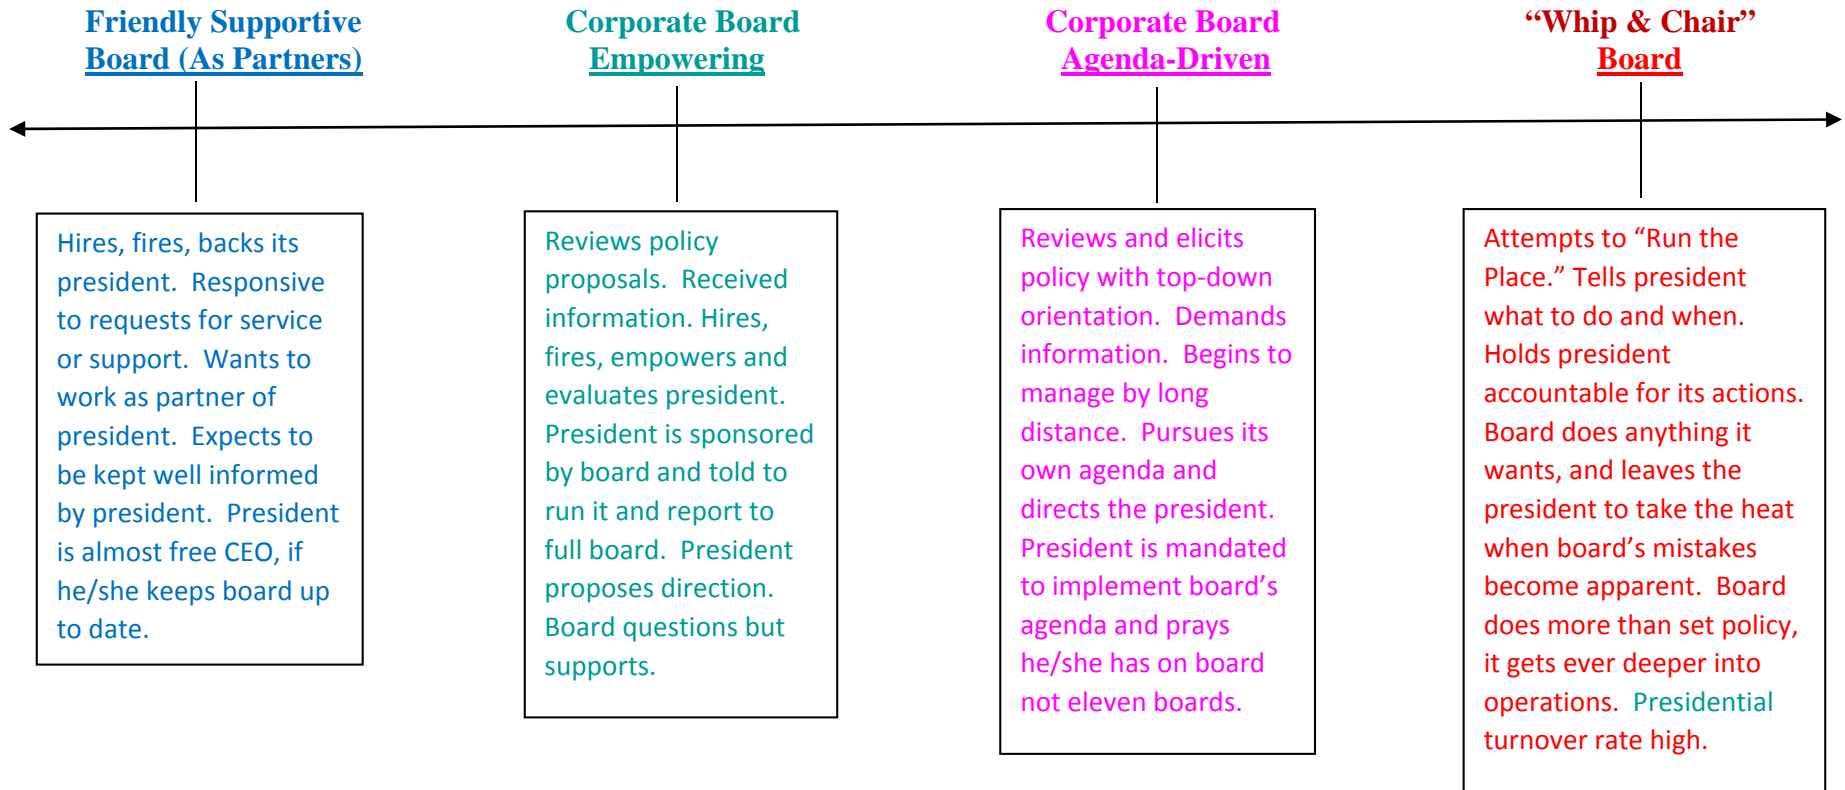 Friendly Supportive
Board (As Partners)
Corporate Board
Empowering
Corporate Board
Agenda-Driven
“Whip & Chair”
Board
Hires, fires, backs its
president.  Responsive
to requests for service
or support.  Wants to
work as partner of
president.  Expects to
be kept well informed
by president.  President
is almost free CEO, if
he/she keeps board up
to date.
Reviews policy
proposals.  Received
information. Hires,
fires, empowers and
evaluates president.
President is sponsored
by board and told to
run it and report to
full board.  President
proposes direction.
Board questions but
supports.
Reviews and elicits
policy with top-down
orientation.  Demands
information.  Begins to
manage by long
distance.  Pursues its
own agenda and
directs the president.
President is mandated
to implement board’s
agenda and prays
he/she has on board
not eleven boards.
Attempts to “Run the
Place.” Tells president
what to do and when.
Holds president
accountable for its actions.
Board does anything it
wants, and leaves the
president to take the heat
when board’s mistakes
become apparent.  Board
does more than set policy,
it gets ever deeper into
operations.  Presidential
turnover rate high.